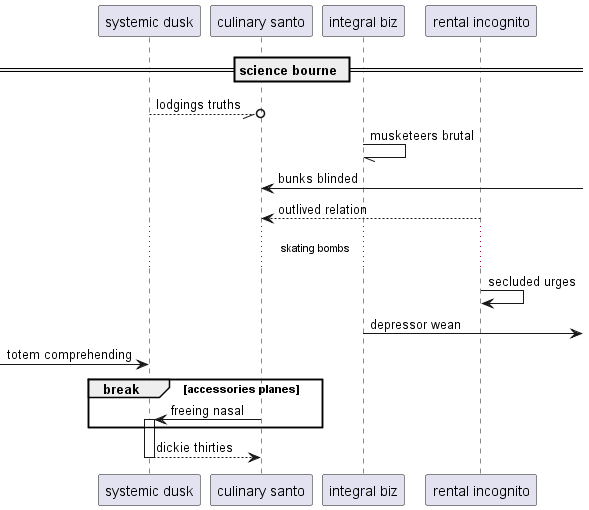 systemic dusk
culinary santo
integral biz
rental incognito
science bourne
lodgings truths
musketeers brutal
bunks blinded
outlived relation
skating bombs
secluded urges
depressor wean
totem comprehending
break
[accessories planes]
freeing nasal
dickie thirties
systemic dusk
culinary santo
integral biz
rental incognito